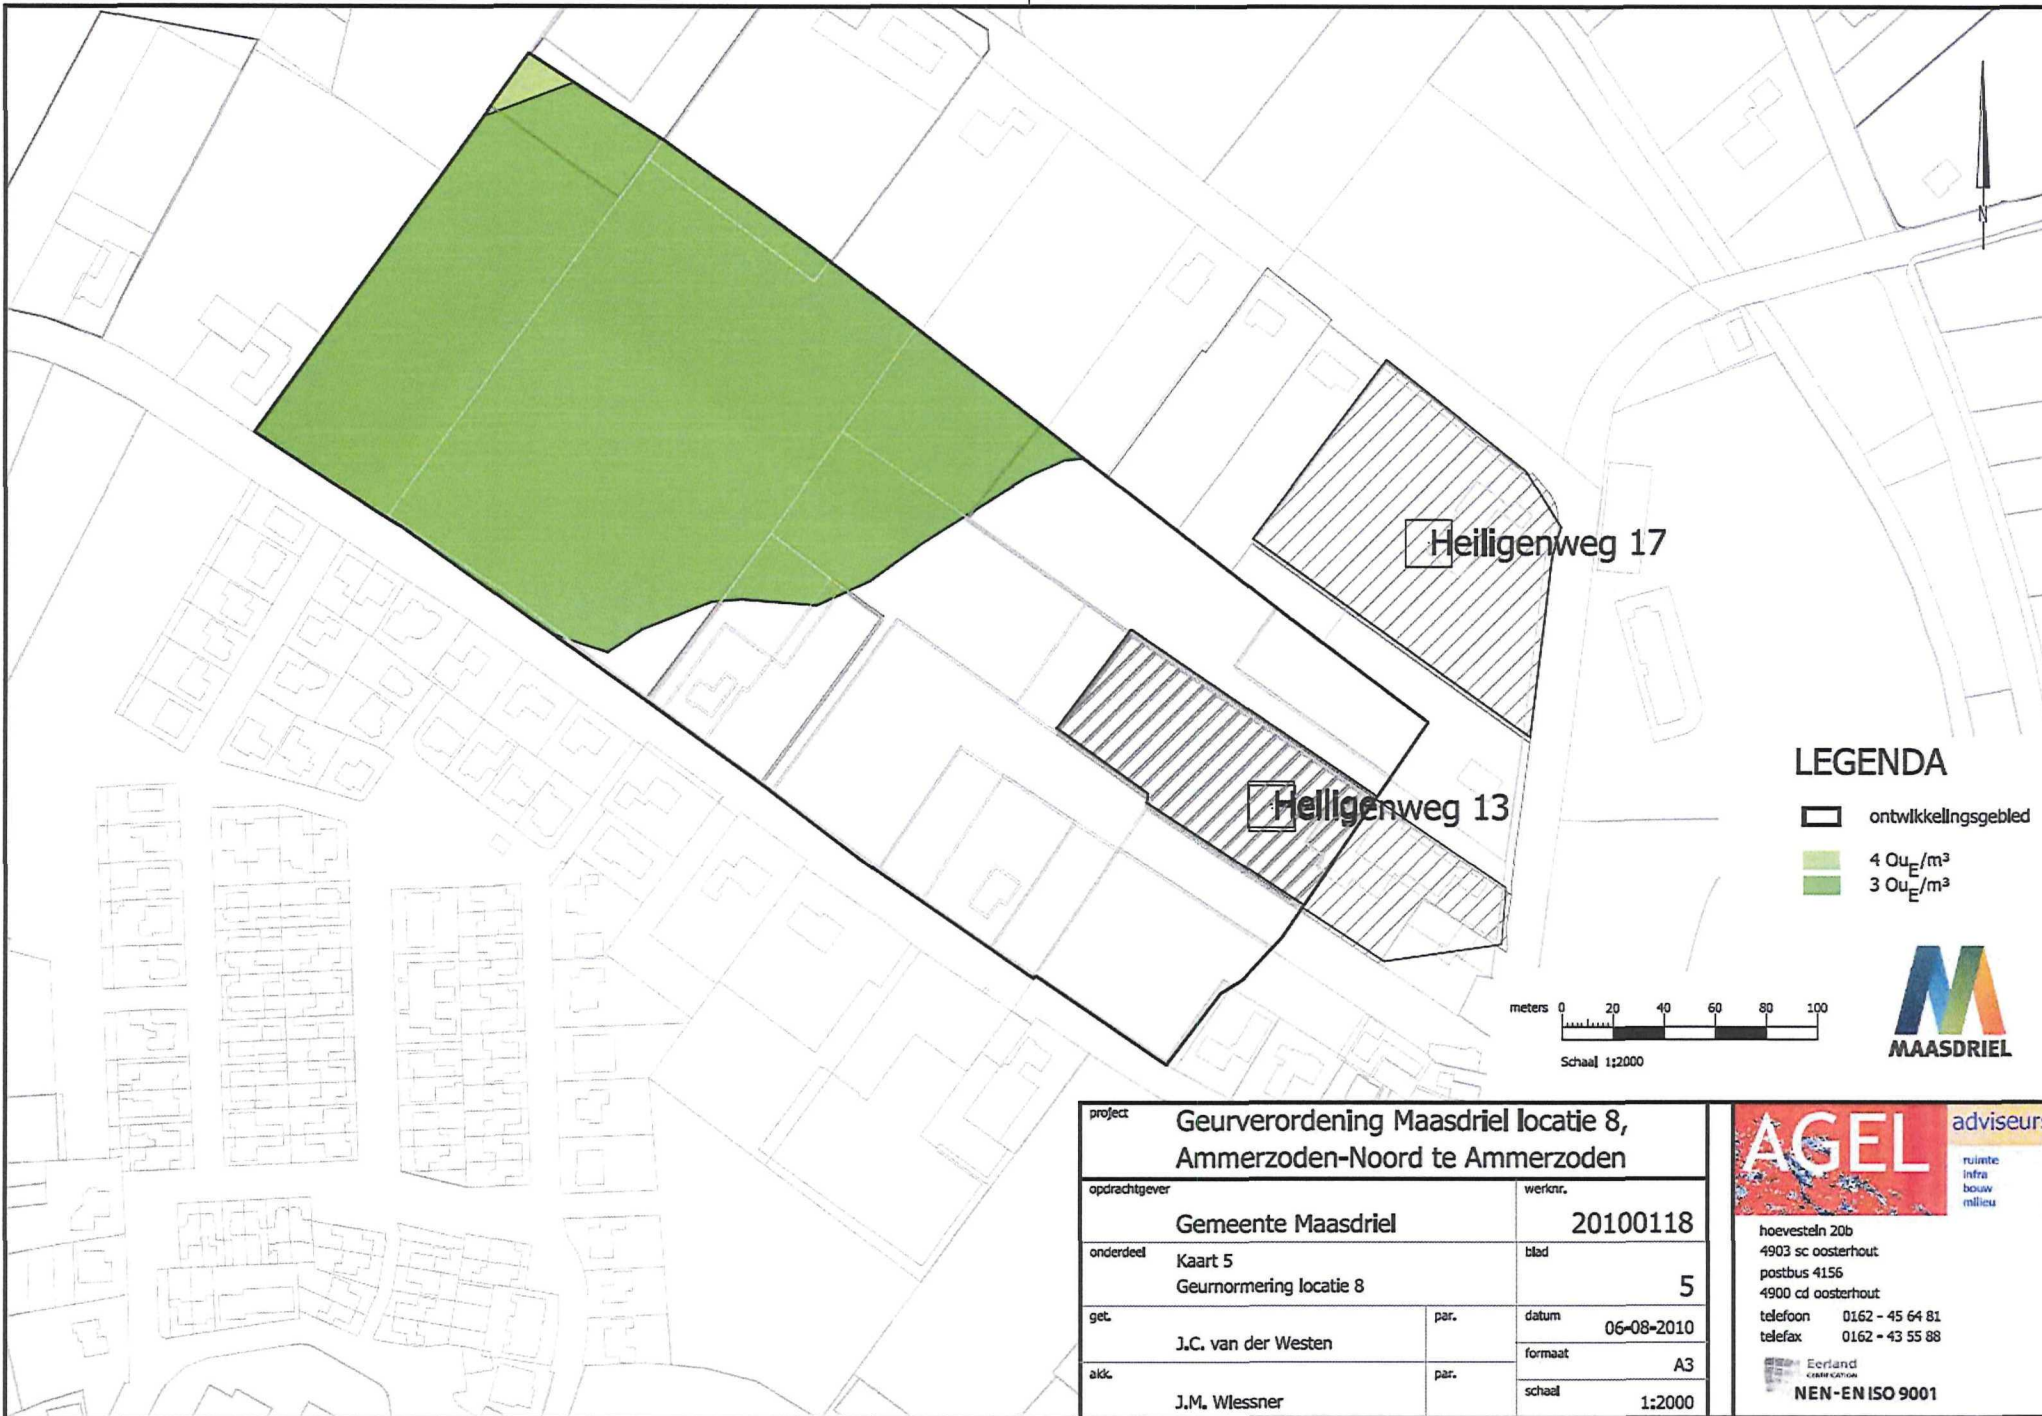 N
Heiligenweg 17
Heiligenweg 13
LEGENDA
ontwikkelingsgebied
4 OuE/m³
3 OuE/m³
meters 0 20 40 60 80 100
Schaal 1:2000
MAASDRIEL
project Geurverordening Maasdriel locatie 8,
Ammerzoden-Noord te Ammerzoden
opdrachtgever
Gemeente Maasdriel
werknr.
20100118
onderdeel
Kaart 5
Geurnormering locatie 8
blad
5
get.
J.C. van der Westen
par.
datum
06-08-2010
formaat
A3
akk.
J.M. Wiessner
par.
schaal
1:2000
AGEL adviseurs
ruimte
infra
bouw
milieu
hoevestein 20b
4903 sc oosterhout
postbus 4156
4900 cd oosterhout
telefoon 0162 - 45 64 81
telefax 0162 - 43 55 88
Eerland
CERTIFICATION
NEN-EN ISO 9001